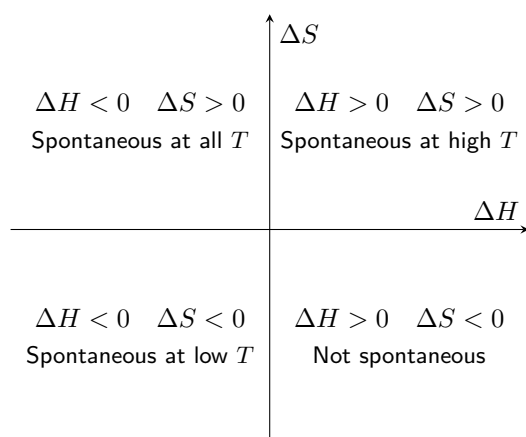 ΔS
ΔH < 0 ΔS > 0
Spontaneous at all T
ΔH > 0 ΔS > 0
Spontaneous at high T
ΔH
ΔH < 0 ΔS < 0
Spontaneous at low T
ΔH > 0 ΔS < 0
Not spontaneous